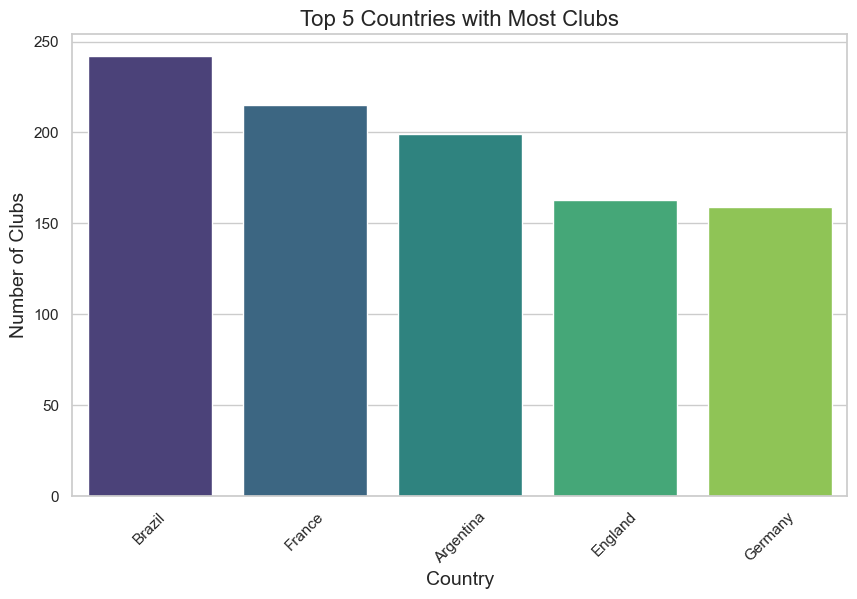 Top 5 Countries with Most Clubs
250
200
150
100
50
0
Number of Clubs
Brazil
France
Argentina
England
Germany
Country